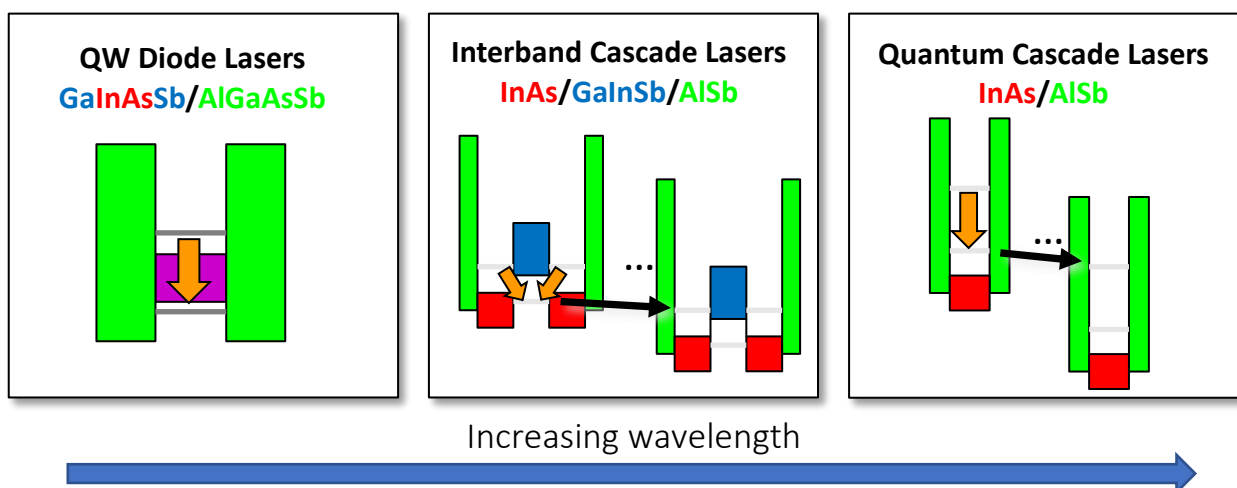 QW Diode Lasers
GaInAsSb/AlGaAsSb
Interband Cascade Lasers
InAs/GaInSb/AlSb
...
Quantum Cascade Lasers
InAs/AlSb
...
Increasing wavelength